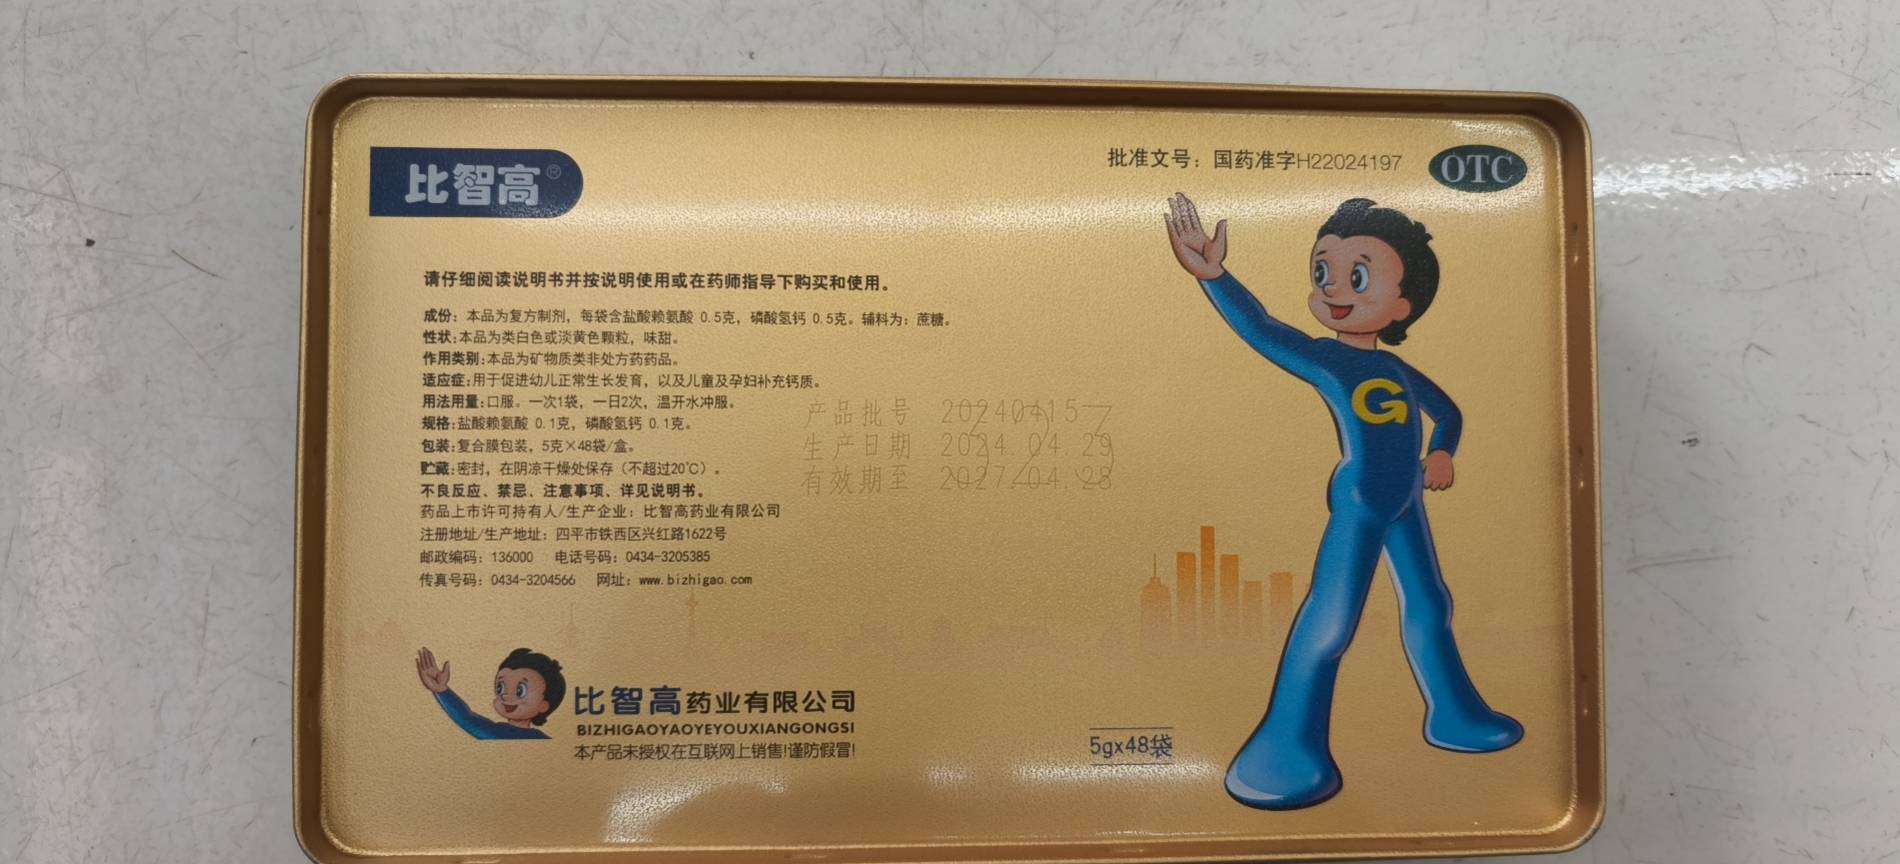 比智高®
批准文号：国药准字H22024197
OTC
请仔细阅读说明书并按说明使用或在药师指导下购买和使用。
成份：本品为复方制剂，每袋含盐酸赖氨酸 0.5克，磷酸氢钙 0.5克。辅料为：蔗糖。
性状:本品为类白色或淡黄色颗粒，味甜。
作用类别:本品为矿物质类非处方药药品。
适应症:用于促进幼儿正常生长发育，以及儿童及孕妇补充钙质。
用法用量:口服。一次1袋，一日2次，温开水冲服。
规格:盐酸赖氨酸 0.1克，磷酸氢钙 0.1克。
包装:复合膜包装，5克×48袋/盒。
贮藏:密封，在阴凉干燥处保存（不超过20℃）。
不良反应、禁忌、注意事项、详见说明书。
药品上市许可持有人/生产企业：比智高药业有限公司
注册地址/生产地址：四平市铁西区兴红路1622号
邮政编码：136000 电话号码：0434-3205385
传真号码：0434-3204566 网址：www.bizhigao.com
产品批号
生产日期 2024.04.29
有效期至 2027.04.28
G
比智高药业有限公司
BIZHIGAOYAOYEYOUXIANGONGSI
本产品未授权在互联网上销售!谨防假冒!
5gx48袋